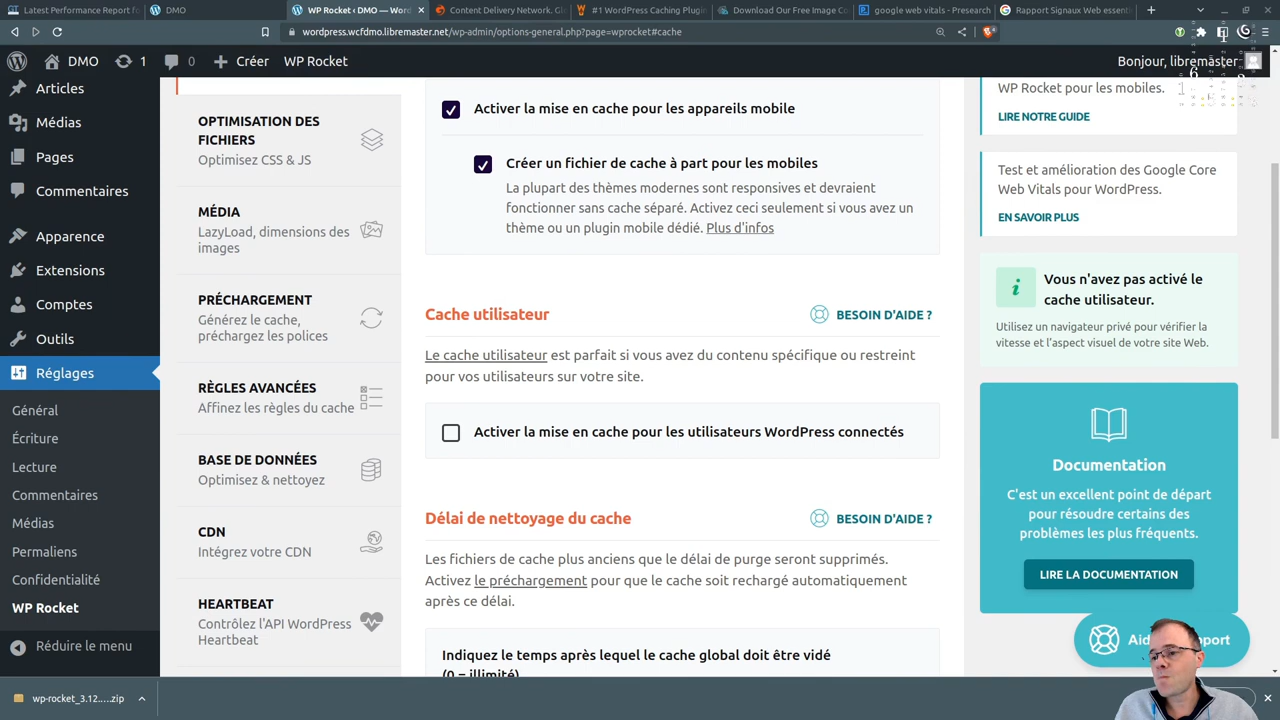 Latest Performance Report fo
DMO
WP Rocket ‹ DMO — Word
Content Delivery Network, Glo
#1 WordPress Caching Plugin
Download Our Free Image Co
google web vitals - Presearch
Rapport Signaux Web essenti
wordpress.wcfdmo.libremaster.net/wp-admin/options-general.php?page=wprocket#cache
DMO
1
0
Créer
WP Rocket
Bonjour, libremaster
Articles
Médias
Pages
Commentaires
Apparence
Extensions
Comptes
Outils
Réglages
Général
Écriture
Lecture
Commentaires
Médias
Permaliens
Confidentialité
WP Rocket
Réduire le menu
OPTIMISATION DES
FICHIERS
Optimisez CSS & JS
MÉDIA
LazyLoad, dimensions des
images
PRÉCHARGEMENT
Générez le cache,
préchargez les polices
RÈGLES AVANCÉES
Affinez les règles du cache
BASE DE DONNÉES
Optimisez & nettoyez
CDN
Intégrez votre CDN
HEARTBEAT
Contrôlez l'API WordPress
Heartbeat
Activer la mise en cache pour les appareils mobile
Créer un fichier de cache à part pour les mobiles
La plupart des thèmes modernes sont responsives et devraient
fonctionner sans cache séparé. Activez ceci seulement si vous avez un
thème ou un plugin mobile dédié. Plus d'infos
Cache utilisateur
BESOIN D'AIDE ?
Le cache utilisateur est parfait si vous avez du contenu spécifique ou restreint
pour vos utilisateurs sur votre site.
Activer la mise en cache pour les utilisateurs WordPress connectés
Délai de nettoyage du cache
BESOIN D'AIDE ?
Les fichiers de cache plus anciens que le délai de purge seront supprimés.
Activez le préchargement pour que le cache soit rechargé automatiquement
après ce délai.
Indiquez le temps après lequel le cache global doit être vidé
(0 = illimité)
WP Rocket pour les mobiles.
LIRE NOTRE GUIDE
Test et amélioration des Google Core
Web Vitals pour WordPress.
EN SAVOIR PLUS
Vous n'avez pas activé le
cache utilisateur.
Utilisez un navigateur privé pour vérifier la
vitesse et l'aspect visuel de votre site Web.
Documentation
C'est un excellent point de départ
pour résoudre certains des
problèmes les plus fréquents.
LIRE LA DOCUMENTATION
wp-rocket_3.12....zip